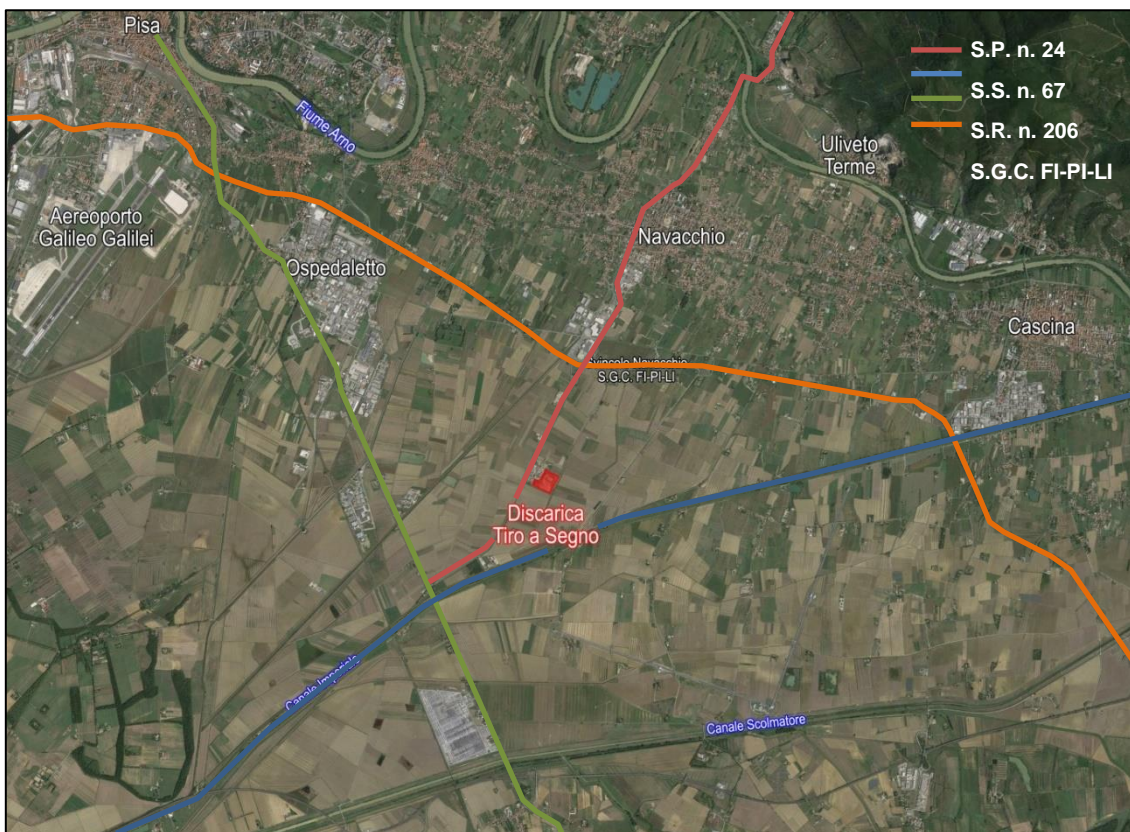 Pisa
S.P. n. 24
S.S. n. 67
S.R. n. 206
S.G.C. FI-PI-LI
Fiume Arno
Uliveto
Terme
Aereoporto
Galileo Galilei
Navacchio
Ospedaletto
Cascina
Svincolo Navacchio
S.G.C. FI-PI-LI
Discarica
Tiro a Segno
Canale Imperiale
Canale Scolmatore